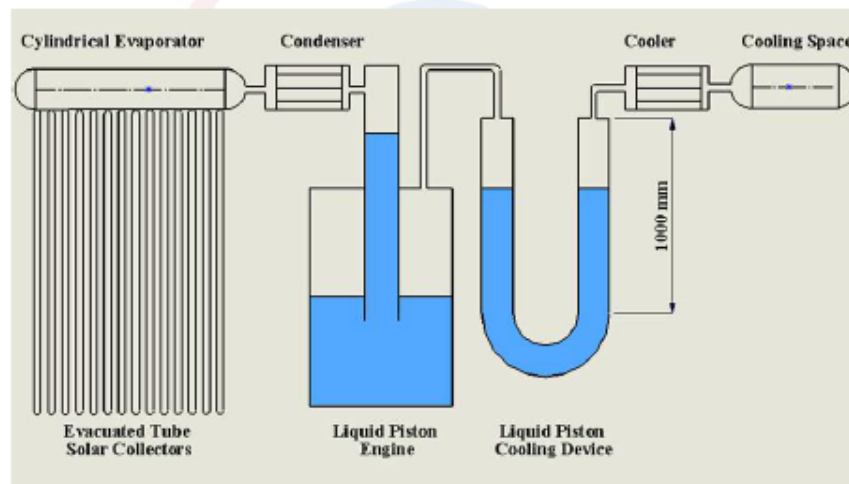 Cylindrical Evaporator
Condenser
Cooler
Cooling Space
1000 mm
Evacuated Tube
Solar Collectors
Liquid Piston
Engine
Liquid Piston
Cooling Device